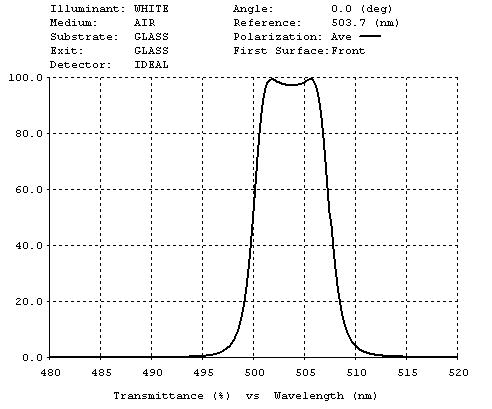 Illuminant: WHITE Angle: 0.0 (deg)
Medium: AIR Reference: 503.7 (nm)
Substrate: GLASS Polarization: Ave
Exit: GLASS First Surface:Front
Detector: IDEAL
100.0
80.0
60.0
40.0
20.0
0.0
480 485 490 495 500 505 510 515 520
Transmittance (%) vs Wavelength (nm)